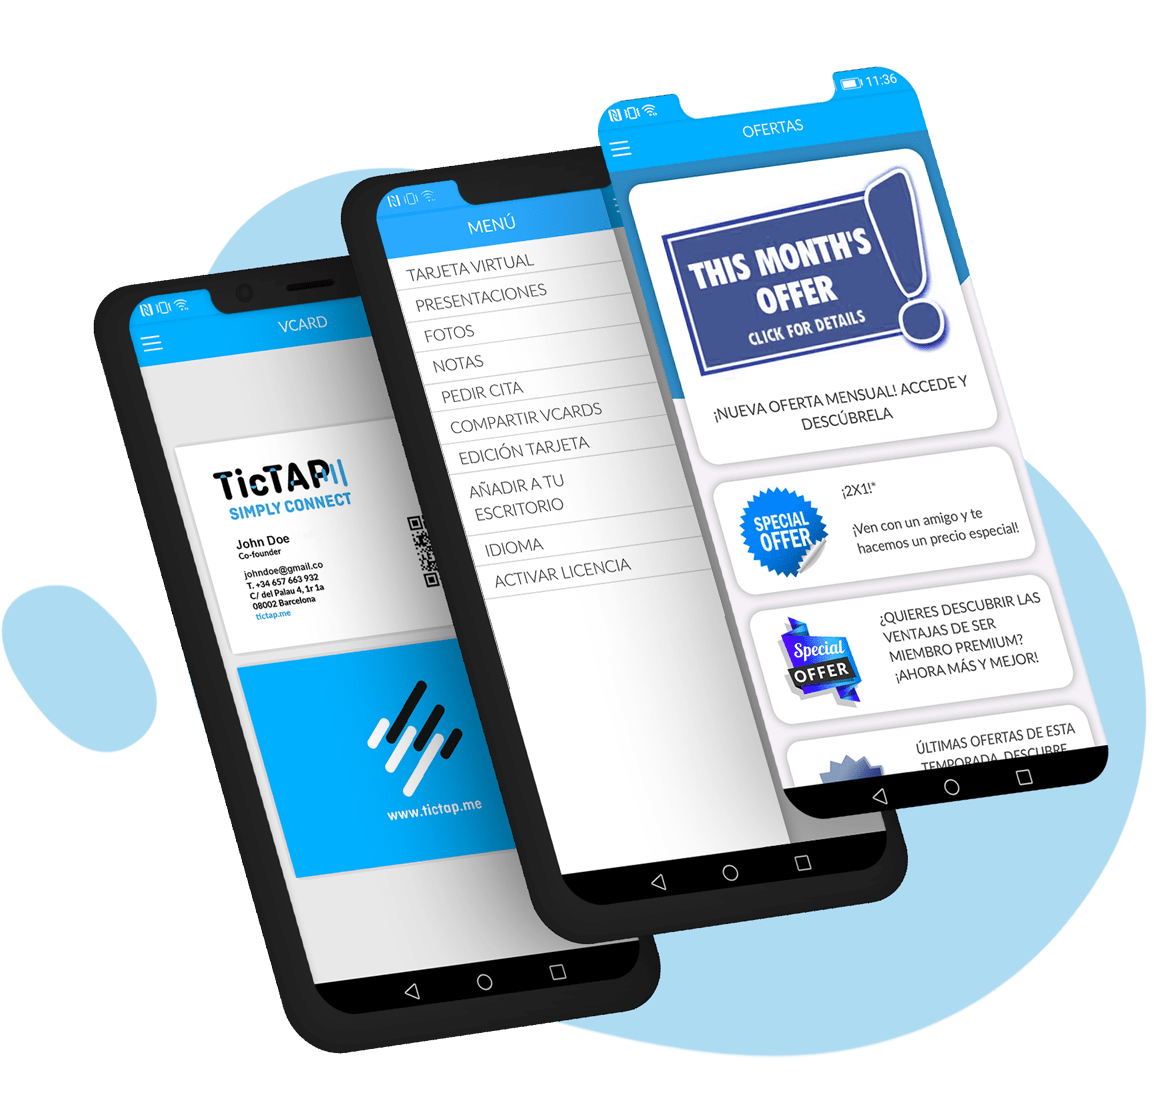 VCARD
TicTAP
SIMPLY CONNECT
John Doe
Co-founder
johndoe@gmail.co
T. +34 657 663 932
C/ del Palau 4, 1r 1a
08002 Barcelona
tictap.me
www.tictap.me
MENÚ
TARJETA VIRTUAL
PRESENTACIONES
FOTOS
NOTAS
PEDIR CITA
COMPARTIR VCARDS
EDICIÓN TARJETA
AÑADIR A TU
ESCRITORIO
IDIOMA
ACTIVAR LICENCIA
11:36
OFERTAS
THIS MONTH'S
OFFER
CLICK FOR DETAILS
¡NUEVA OFERTA MENSUAL! ACCEDE Y
DESCÚBRELA
SPECIAL
OFFER
¡2X1!*
¡Ven con un amigo y te
hacemos un precio especial!
Special
OFFER
¿QUIERES DESCUBRIR LAS
VENTAJAS DE SER
MIEMBRO PREMIUM?
¡AHORA MÁS Y MEJOR!
ÚLTIMAS OFERTAS DE ESTA
TEMPORADA, DESCUBRE